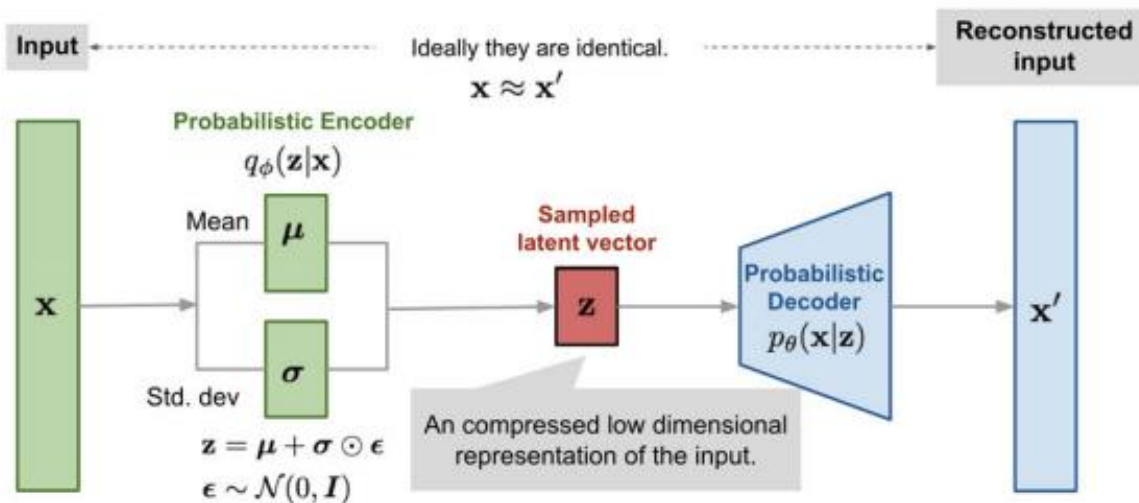 Input
Ideally they are identical.
x ≈ x′
Reconstructed
input
Probabilistic Encoder
qϕ(z|x)
Mean
μ
x
Std. dev
σ
z = μ + σ ⊙ ϵ
ϵ ∼ 𝒩(0, I)
Sampled
latent vector
z
An compressed low dimensional
representation of the input.
Probabilistic
Decoder
pθ(x|z)
x′